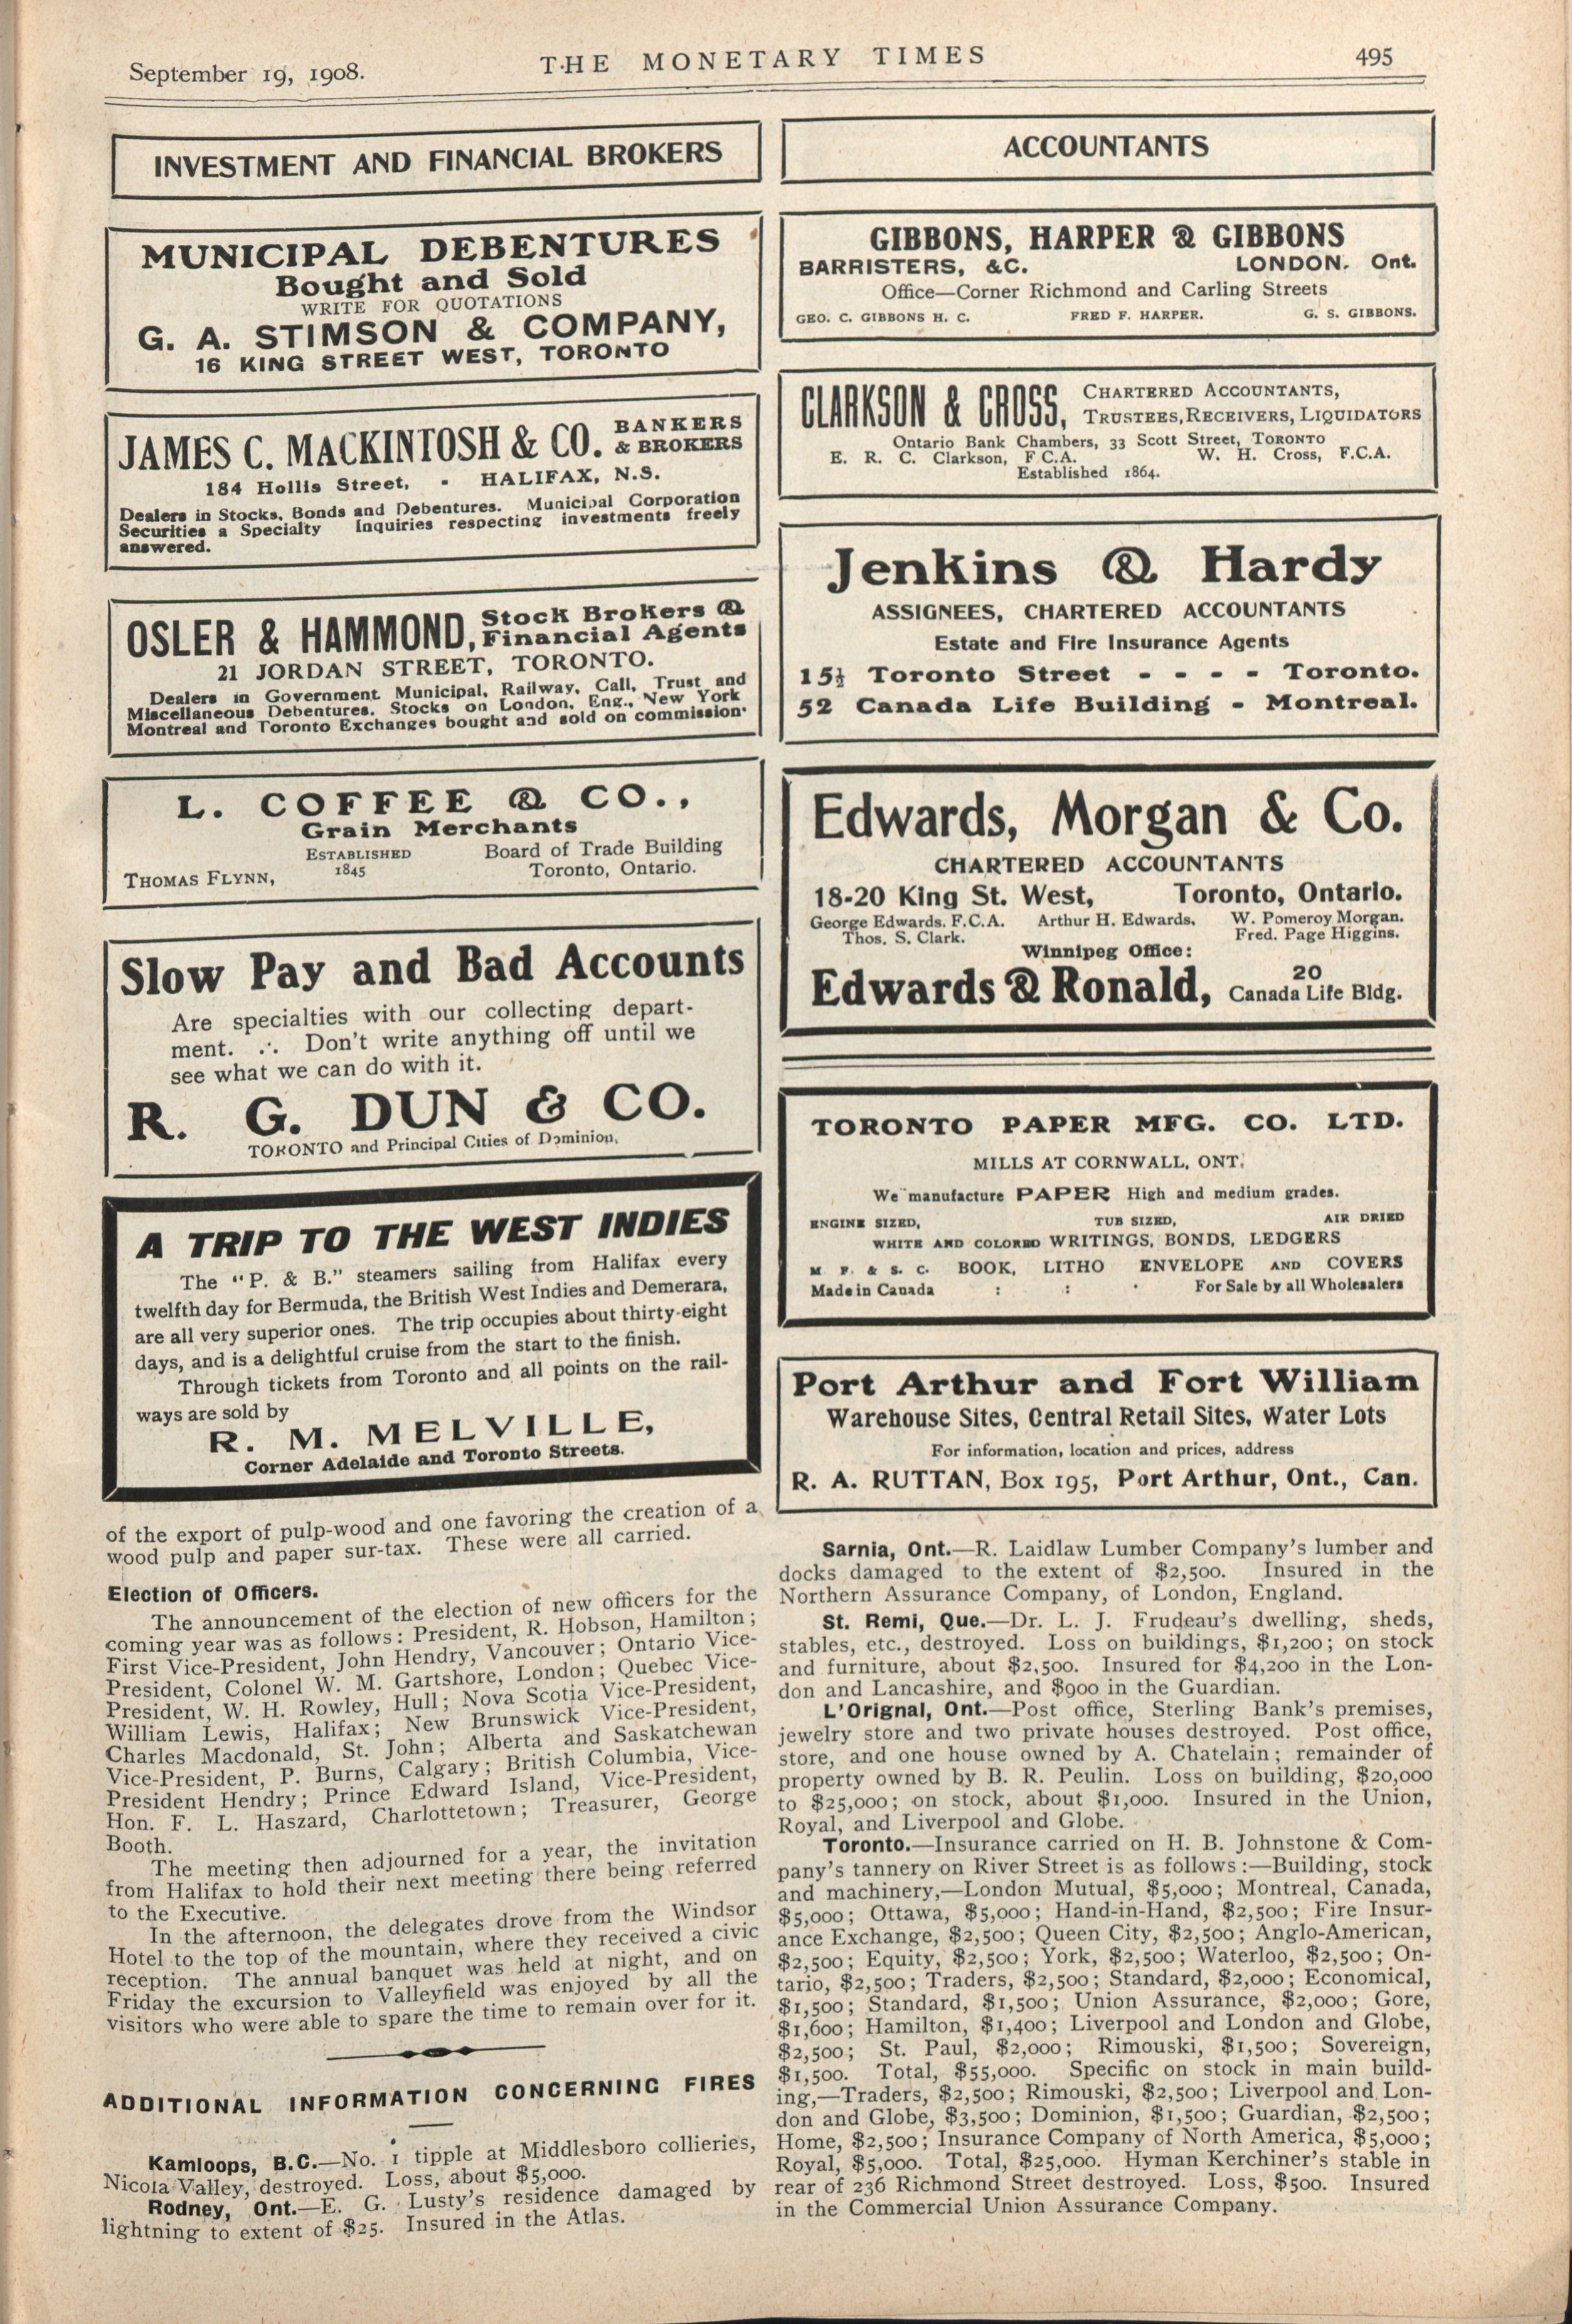 September 19, 1908.
THE MONETARY TIMES
495
INVESTMENT AND FINANCIAL BROKERS
MUNICIPAL DEBENTURES
Bought and Sold
WRITE FOR QUOTATIONS
G. A. STIMSON & COMPANY,
16 KING STREET WEST, TORONTO
JAMES C. MACKINTOSH & CO. BANKERS
& BROKERS
184 Hollis Street, - HALIFAX, N.S.
Dealers in Stocks, Bonds and Debentures. Municipal Corporation
Securities a Specialty Inquiries respecting investments freely
answered.
OSLER & HAMMOND, Stock Brokers &
Financial Agents
21 JORDAN STREET, TORONTO.
Dealers in Government Municipal, Railway, Call, Trust and
Miscellaneous Debentures. Stocks on London, Eng., New York
Montreal and Toronto Exchanges bought and sold on commission.
L. COFFEE & CO.,
Grain Merchants
ESTABLISHED Board of Trade Building
1845 Toronto, Ontario.
THOMAS FLYNN,
Slow Pay and Bad Accounts
Are specialties with our collecting depart-
ment. ∴ Don't write anything off until we
see what we can do with it.
R. G. DUN & CO.
TORONTO and Principal Cities of Dominion,
A TRIP TO THE WEST INDIES
The "P. & B." steamers sailing from Halifax every
twelfth day for Bermuda, the British West Indies and Demerara,
are all very superior ones. The trip occupies about thirty-eight
days, and is a delightful cruise from the start to the finish.
Through tickets from Toronto and all points on the rail-
ways are sold by
R. M. MELVILLE,
Corner Adelaide and Toronto Streets.
of the export of pulp-wood and one favoring the creation of a
wood pulp and paper sur-tax. These were all carried.
Election of Officers.
The announcement of the election of new officers for the
coming year was as follows: President, R. Hobson, Hamilton;
First Vice-President, John Hendry, Vancouver; Ontario Vice-
President, Colonel W. M. Gartshore, London; Quebec Vice-
President, W. H. Rowley, Hull; Nova Scotia Vice-President,
William Lewis, Halifax; New Brunswick Vice-President,
Charles Macdonald, St. John; Alberta and Saskatchewan
Vice-President, P. Burns, Calgary; British Columbia, Vice-
President Hendry; Prince Edward Island, Vice-President,
Hon. F. L. Haszard, Charlottetown; Treasurer, George
Booth.
The meeting then adjourned for a year, the invitation
from Halifax to hold their next meeting there being referred
to the Executive.
In the afternoon, the delegates drove from the Windsor
Hotel to the top of the mountain, where they received a civic
reception. The annual banquet was held at night, and on
Friday the excursion to Valleyfield was enjoyed by all the
visitors who were able to spare the time to remain over for it.
ADDITIONAL INFORMATION CONCERNING FIRES
Kamloops, B.C.—No. 1 tipple at Middlesboro collieries,
Nicola Valley, destroyed. Loss, about $5,000.
Rodney, Ont.—E. G. Lusty's residence damaged by
lightning to extent of $25. Insured in the Atlas.
ACCOUNTANTS
GIBBONS, HARPER & GIBBONS
BARRISTERS, &C. LONDON, Ont.
Office—Corner Richmond and Carling Streets
GEO. C. GIBBONS H. C. FRED F. HARPER. G. S. GIBBONS.
CLARKSON & CROSS, CHARTERED ACCOUNTANTS,
TRUSTEES, RECEIVERS, LIQUIDATORS
Ontario Bank Chambers, 33 Scott Street, TORONTO
E. R. C. Clarkson, F.C.A. W. H. Cross, F.C.A.
Established 1864.
Jenkins & Hardy
ASSIGNEES, CHARTERED ACCOUNTANTS
Estate and Fire Insurance Agents
15½ Toronto Street - - - - Toronto.
52 Canada Life Building - Montreal.
Edwards, Morgan & Co.
CHARTERED ACCOUNTANTS
18-20 King St. West, Toronto, Ontario.
George Edwards. F.C.A. Arthur H. Edwards. W. Pomeroy Morgan.
Thos. S. Clark. Fred. Page Higgins.
Winnipeg Office:
Edwards & Ronald, 20
Canada Life Bldg.
TORONTO PAPER MFG. CO. LTD.
MILLS AT CORNWALL, ONT.
We manufacture PAPER High and medium grades.
ENGINE SIZED, TUB SIZED, AIR DRIED
WHITE AND COLORED WRITINGS, BONDS, LEDGERS
M. F. & S. C. BOOK, LITHO ENVELOPE AND COVERS
Made in Canada : : For Sale by all Wholesalers
Port Arthur and Fort William
Warehouse Sites, Central Retail Sites, Water Lots
For information, location and prices, address
R. A. RUTTAN, Box 195, Port Arthur, Ont., Can.
Sarnia, Ont.—R. Laidlaw Lumber Company's lumber and
docks damaged to the extent of $2,500. Insured in the
Northern Assurance Company, of London, England.
St. Remi, Que.—Dr. L. J. Frudeau's dwelling, sheds,
stables, etc., destroyed. Loss on buildings, $1,200; on stock
and furniture, about $2,500. Insured for $4,200 in the Lon-
don and Lancashire, and $900 in the Guardian.
L'Orignal, Ont.—Post office, Sterling Bank's premises,
jewelry store and two private houses destroyed. Post office,
store, and one house owned by A. Chatelain; remainder of
property owned by B. R. Peulin. Loss on building, $20,000
to $25,000; on stock, about $1,000. Insured in the Union,
Royal, and Liverpool and Globe.
Toronto.—Insurance carried on H. B. Johnstone & Com-
pany's tannery on River Street is as follows:—Building, stock
and machinery,—London Mutual, $5,000; Montreal, Canada,
$5,000; Ottawa, $5,000; Hand-in-Hand, $2,500; Fire Insur-
ance Exchange, $2,500; Queen City, $2,500; Anglo-American,
$2,500; Equity, $2,500; York, $2,500; Waterloo, $2,500; On-
tario, $2,500; Traders, $2,500; Standard, $2,000; Economical,
$1,500; Standard, $1,500; Union Assurance, $2,000; Gore,
$1,600; Hamilton, $1,400; Liverpool and London and Globe,
$2,500; St. Paul, $2,000; Rimouski, $1,500; Sovereign,
$1,500. Total, $55,000. Specific on stock in main build-
ing,—Traders, $2,500; Rimouski, $2,500; Liverpool and Lon-
don and Globe, $3,500; Dominion, $1,500; Guardian, $2,500;
Home, $2,500; Insurance Company of North America, $5,000;
Royal, $5,000. Total, $25,000. Hyman Kerchiner's stable in
rear of 236 Richmond Street destroyed. Loss, $500. Insured
in the Commercial Union Assurance Company.